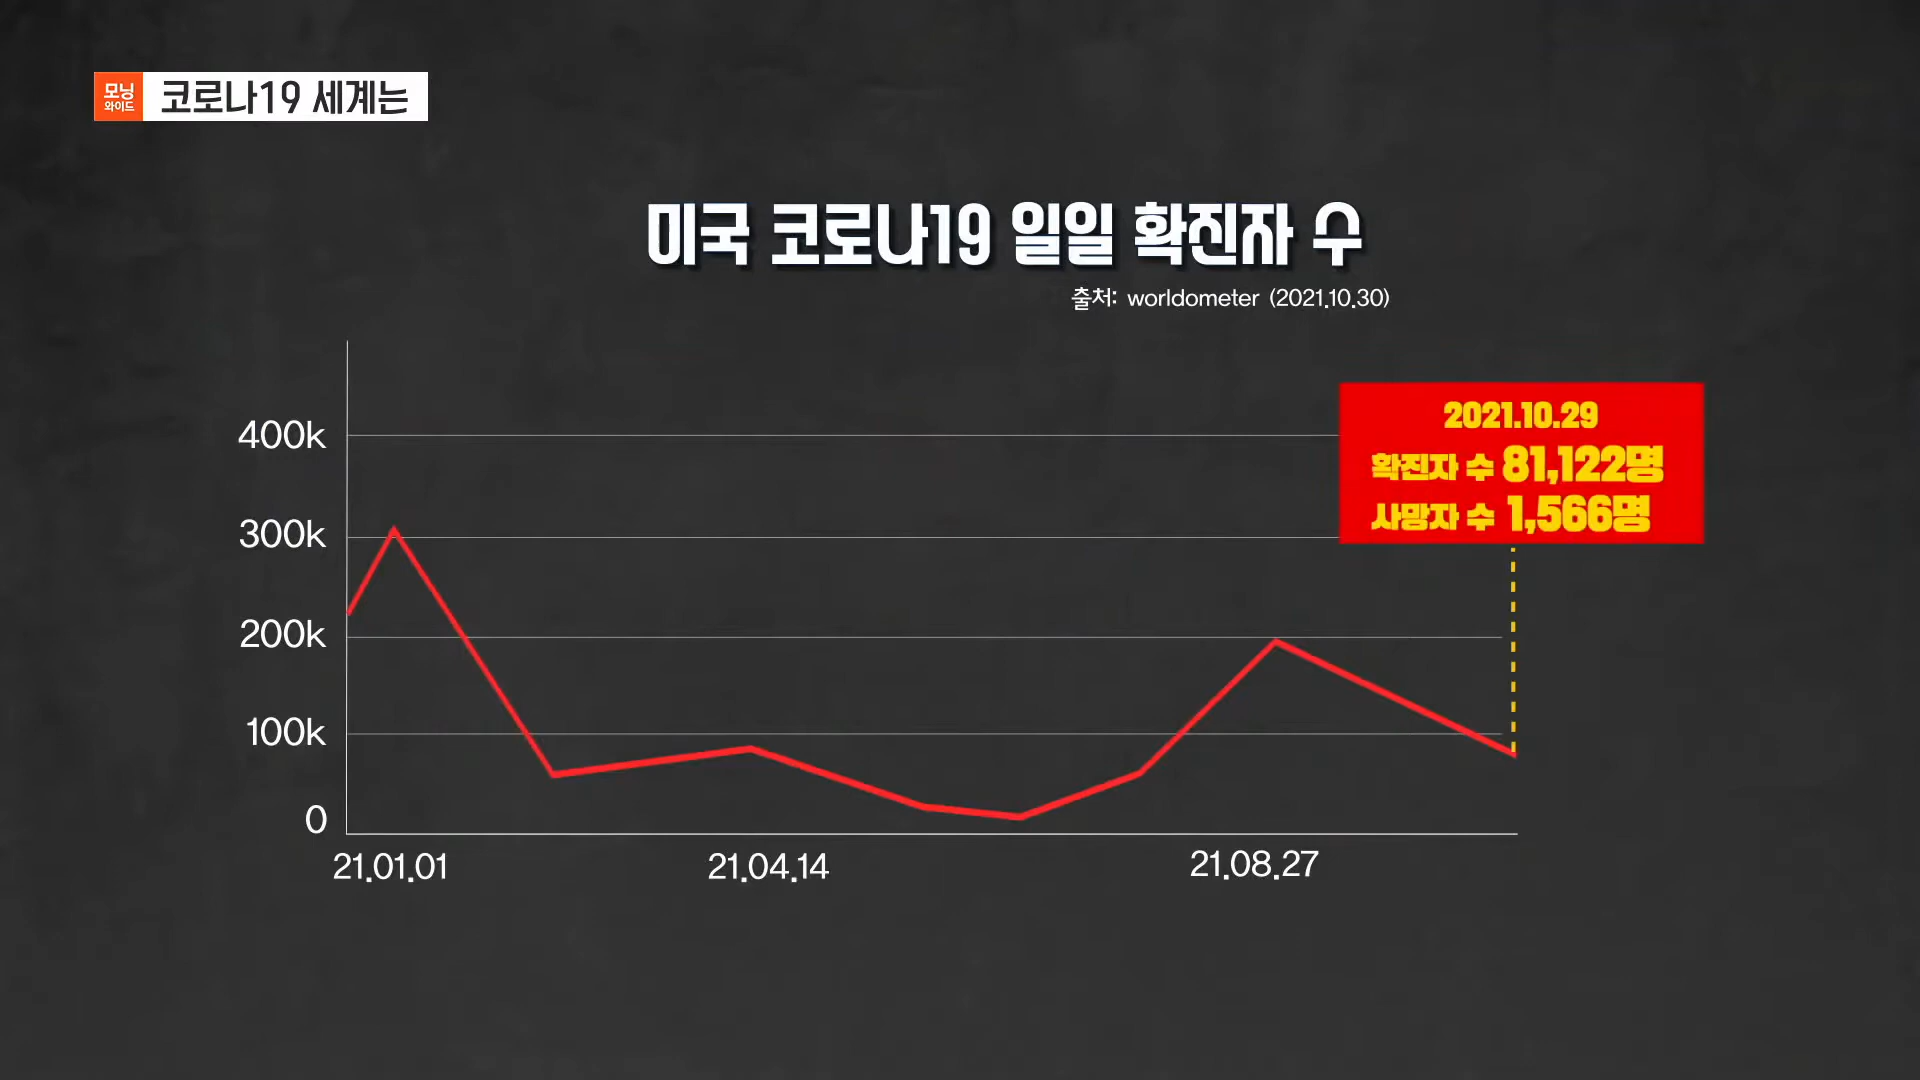 모닝
와이드
코로나19 세계는
미국 코로나19 일일 확진자 수
출처: worldometer (2021.10.30)
2021.10.29
확진자 수 81,122명
사망자 수 1,566명
400k
300k
200k
100k
0
21.01.01
21.04.14
21.08.27